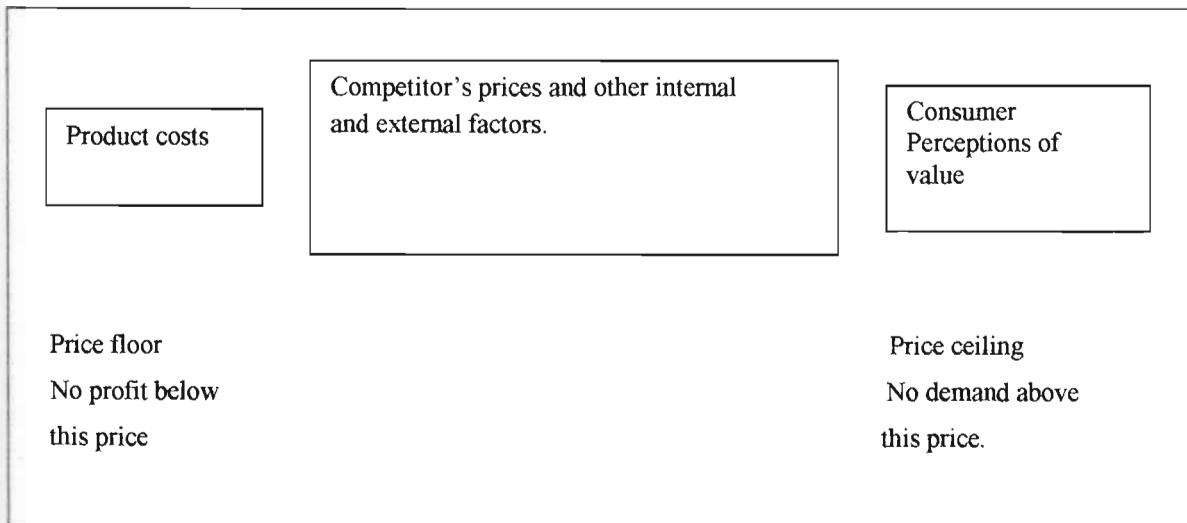 Product costs
Competitor’s prices and other internal
and external factors.
Consumer
Perceptions of
value
Price floor
No profit below
this price
Price ceiling
No demand above
this price.